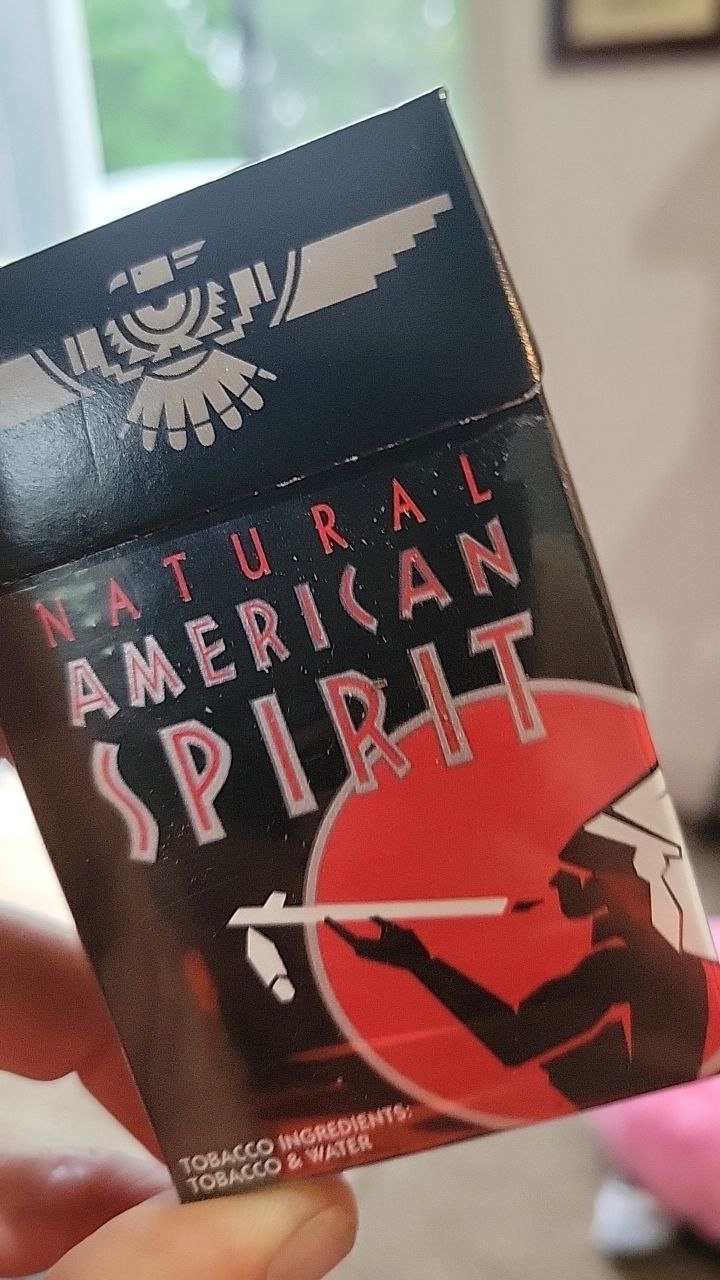 NATURAL
AMERICAN
SPIRIT
TOBACCO INGREDIENTS:
TOBACCO & WATER